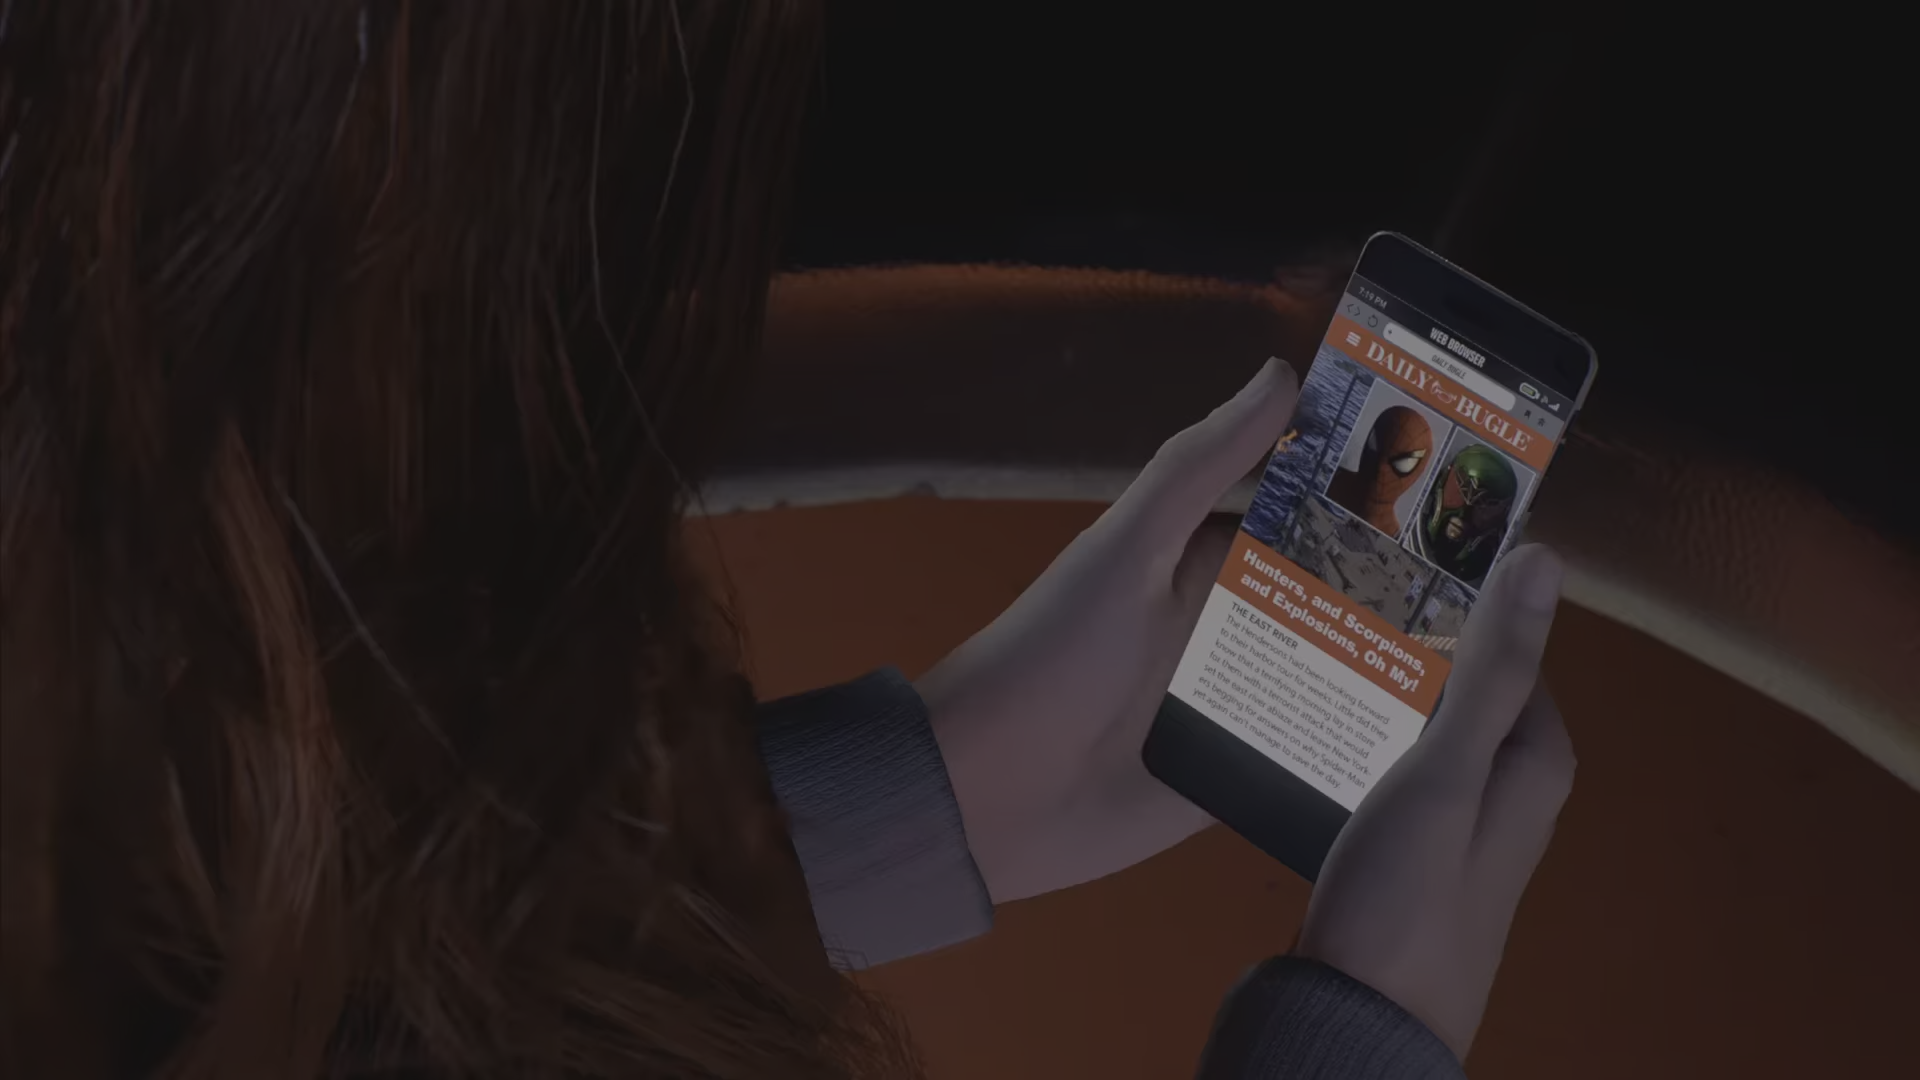 7:19 PM
WEB BROWSER
DAILY BUGLE
DAILY BUGLE
Hunters, and Scorpions,
and Explosions, Oh My!
THE EAST RIVER
The Hendersons had been looking forward
to their harbor tour for weeks. Little did they
know that a terrifying morning lay in store
for them with a terrorist attack that would
set the east river ablaze and leave New York-
ers begging for answers on why Spider-Man
yet again can't manage to save the day.